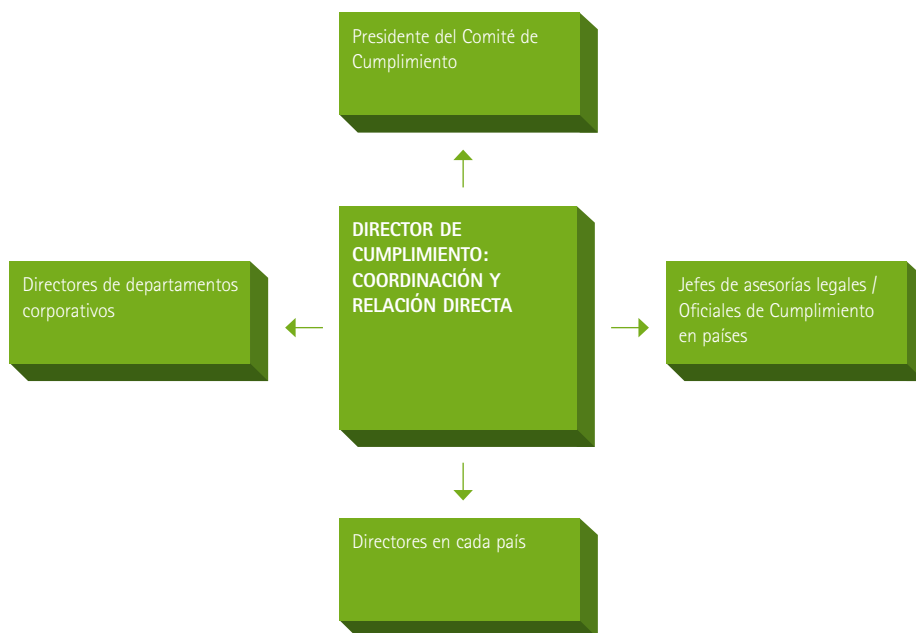 Presidente del Comité de
Cumplimiento
DIRECTOR DE
CUMPLIMIENTO:
COORDINACIÓN Y
RELACIÓN DIRECTA
Directores de departamentos
corporativos
Jefes de asesorías legales /
Oficiales de Cumplimiento
en países
Directores en cada país